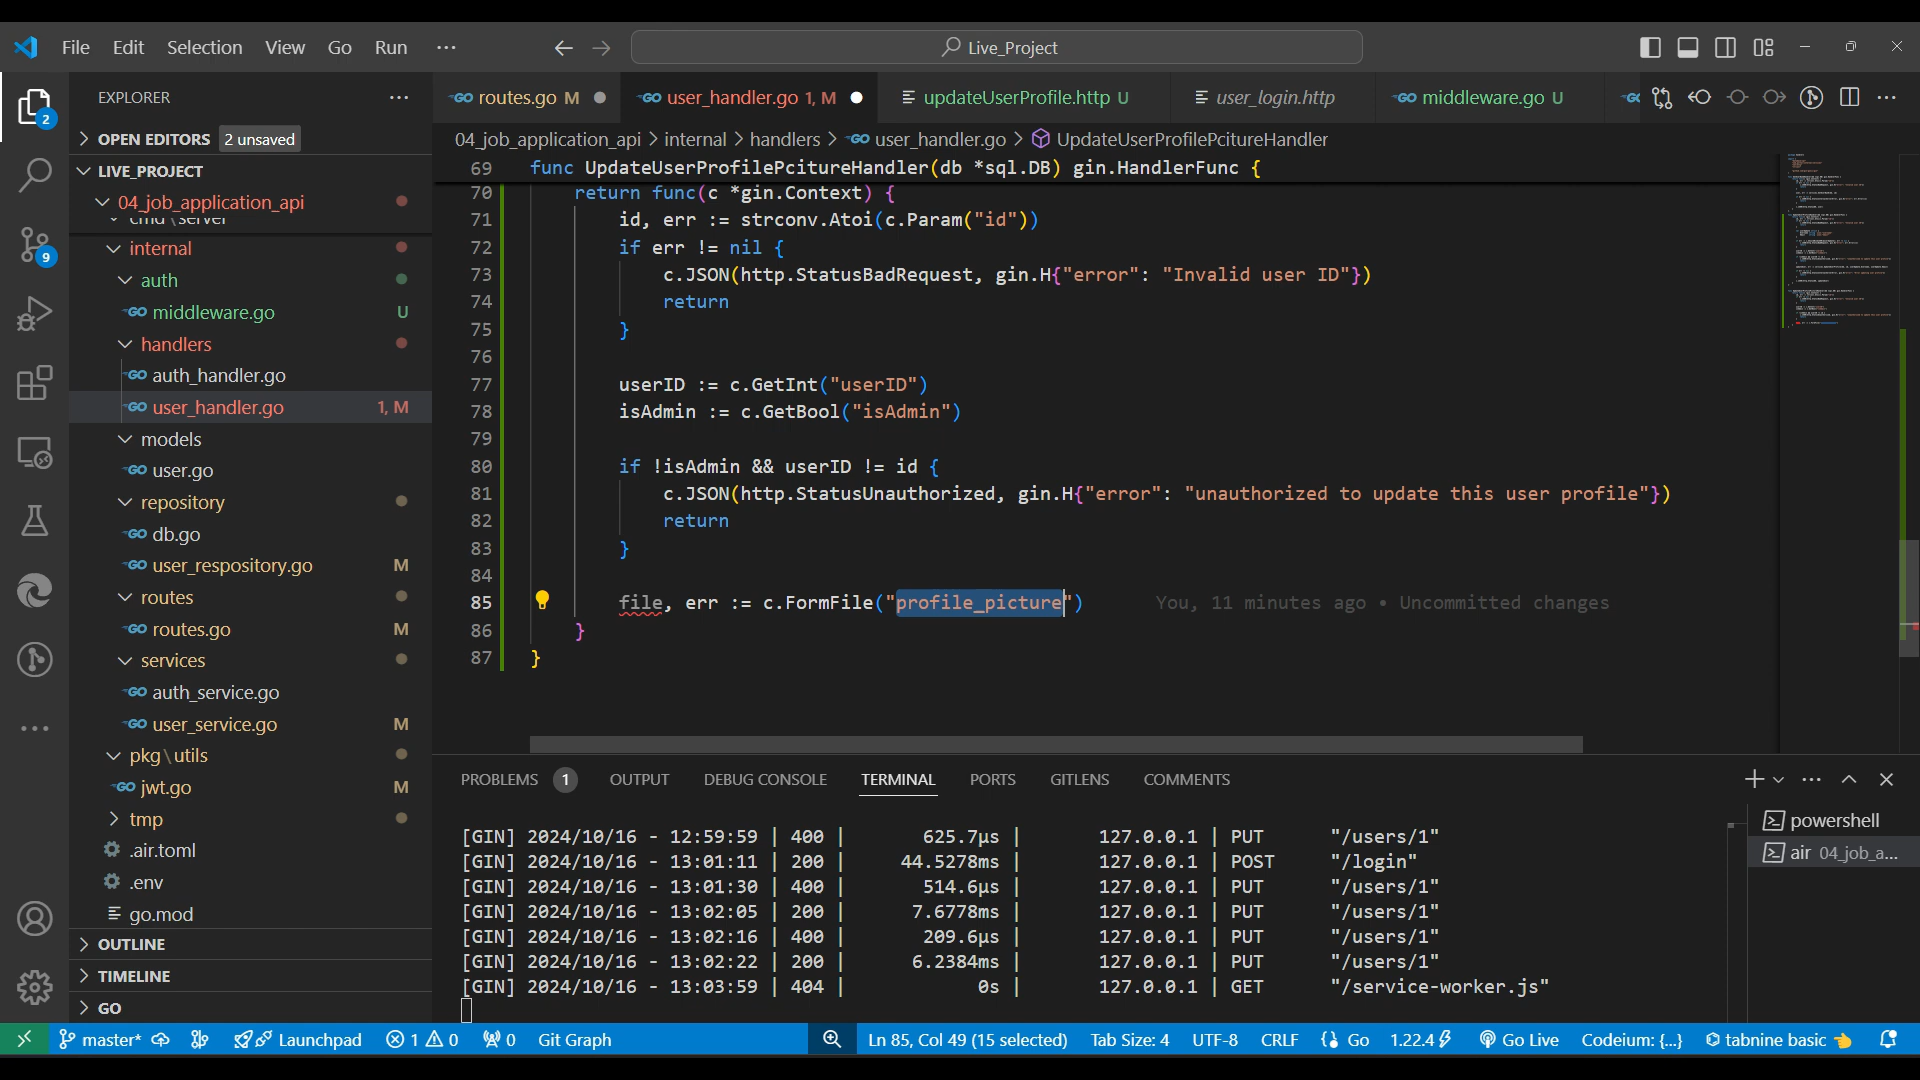 File Edit Selection View Go Run ···
Live_Project
EXPLORER
OPEN EDITORS 2 unsaved
LIVE_PROJECT
04_job_application_api
cmd \server
internal
auth
middleware.go U
handlers
auth_handler.go
user_handler.go 1, M
models
user.go
repository
db.go
user_respository.go M
routes
routes.go M
services
auth_service.go
user_service.go M
pkg\utils
jwt.go M
tmp
.air.toml
.env
go.mod
OUTLINE
TIMELINE
GO
2
9
routes.go M
user_handler.go 1, M
updateUserProfile.http U
user_login.http
middleware.go U
04_job_application_api > internal > handlers > user_handler.go > UpdateUserProfilePcitureHandler
69 func UpdateUserProfilePcitureHandler(db *sql.DB) gin.HandlerFunc {
70 return func(c *gin.Context) {
71 id, err := strconv.Atoi(c.Param("id"))
72 if err != nil {
73 c.JSON(http.StatusBadRequest, gin.H{"error": "Invalid user ID"})
74 return
75 }
76
77 userID := c.GetInt("userID")
78 isAdmin := c.GetBool("isAdmin")
79
80 if !isAdmin && userID != id {
81 c.JSON(http.StatusUnauthorized, gin.H{"error": "unauthorized to update this user profile"})
82 return
83 }
84
85 file, err := c.FormFile("profile_picture") You, 11 minutes ago • Uncommitted changes
86 }
87 }
PROBLEMS 1 OUTPUT DEBUG CONSOLE TERMINAL PORTS GITLENS COMMENTS
[GIN] 2024/10/16 - 12:59:59 | 400 | 625.7µs | 127.0.0.1 | PUT "/users/1"
[GIN] 2024/10/16 - 13:01:11 | 200 | 44.5278ms | 127.0.0.1 | POST "/login"
[GIN] 2024/10/16 - 13:01:30 | 400 | 514.6µs | 127.0.0.1 | PUT "/users/1"
[GIN] 2024/10/16 - 13:02:05 | 200 | 7.6778ms | 127.0.0.1 | PUT "/users/1"
[GIN] 2024/10/16 - 13:02:16 | 400 | 209.6µs | 127.0.0.1 | PUT "/users/1"
[GIN] 2024/10/16 - 13:02:22 | 200 | 6.2384ms | 127.0.0.1 | PUT "/users/1"
[GIN] 2024/10/16 - 13:03:59 | 404 | 0s | 127.0.0.1 | GET "/service-worker.js"
powershell
air 04_job_a...
master* Launchpad 1 0 0 Git Graph Ln 85, Col 49 (15 selected) Tab Size: 4 UTF-8 CRLF Go 1.22.4 Go Live Codeium: {...} tabnine basic